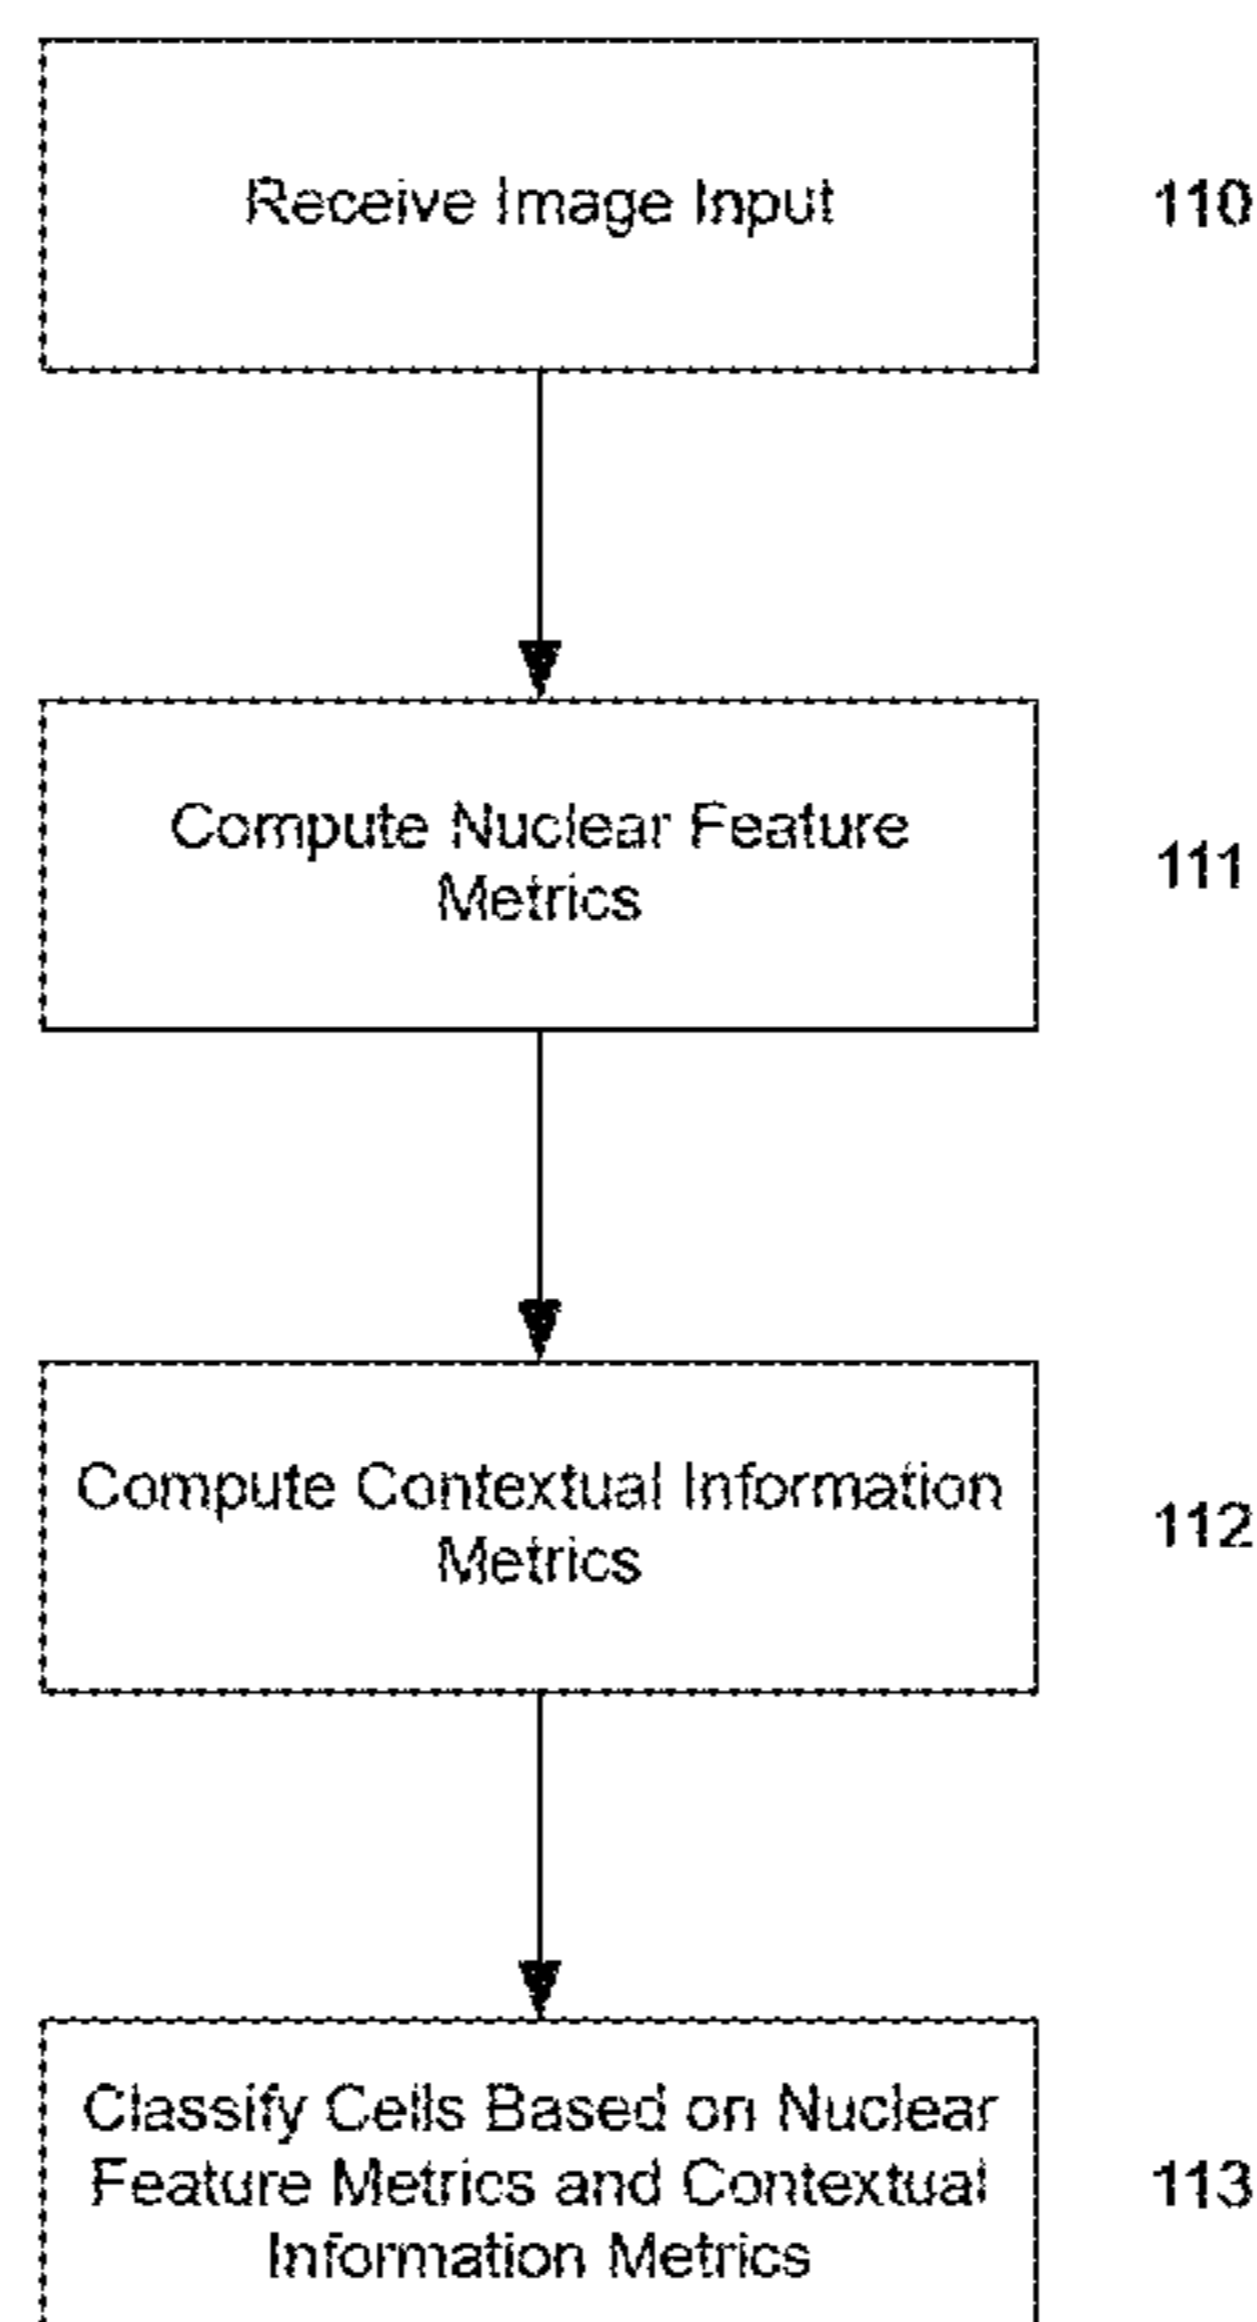 Receive Image Input
110
Compute Nuclear Feature
Metrics
111
Compute Contextual Information
Metrics
112
Classify Cells Based on Nuclear
Feature Metrics and Contextual
Information Metrics
113